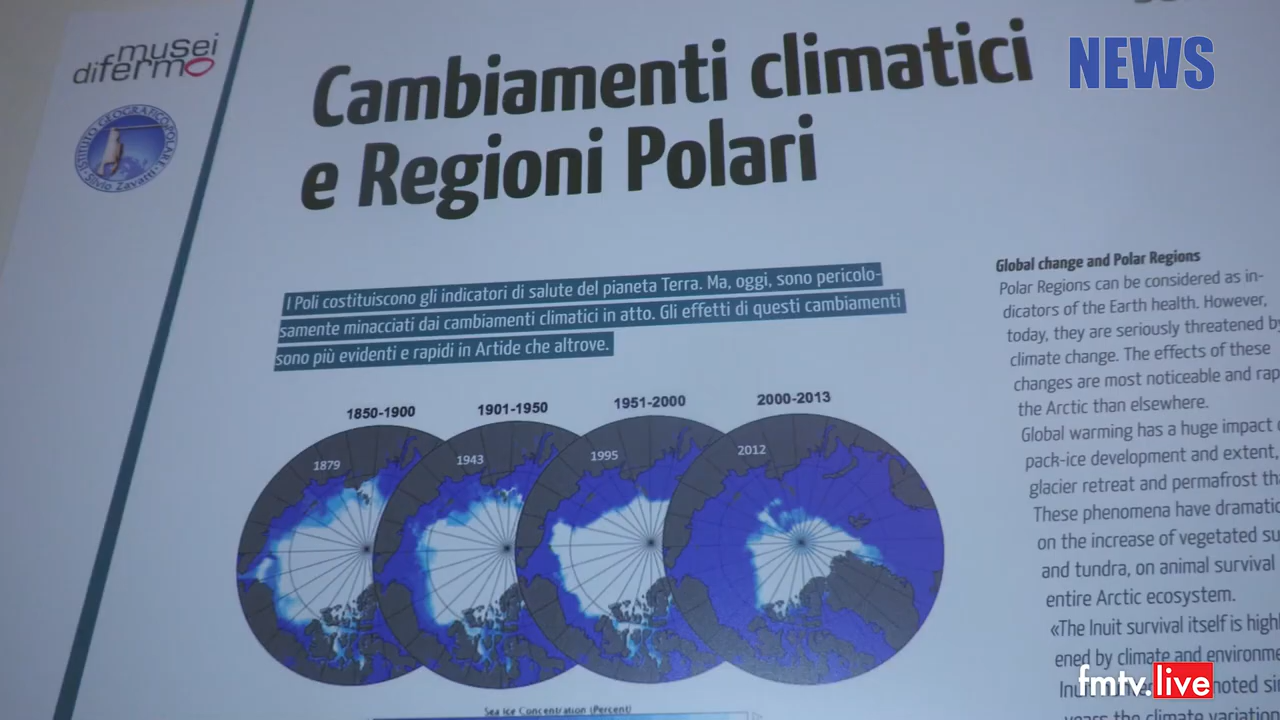 musei
difermo
ISTITUTO GEOGRAFICO POLARE
Silvio Zavatti
NEWS
Cambiamenti climatici
e Regioni Polari
I Poli costituiscono gli indicatori di salute del pianeta Terra. Ma, oggi, sono pericolo-
samente minacciati dai cambiamenti climatici in atto. Gli effetti di questi cambiamenti
sono più evidenti e rapidi in Artide che altrove.
1850-1900
1901-1950
1951-2000
2000-2013
1879
1943
1995
2012
Sea Ice Concentration (Percent)
Global change and Polar Regions
Polar Regions can be considered as in-
dicators of the Earth health. However,
today, they are seriously threatened by
climate change. The effects of these
changes are most noticeable and rap
the Arctic than elsewhere.
Global warming has a huge impact
pack-ice development and extent,
glacier retreat and permafrost
These phenomena have dramatic
on the increase of vegetated su
and tundra, on animal survival
entire Arctic ecosystem.
«The Inuit survival itself is high
ened by climate and environme
noted si
years the climate variation
fmtv.live